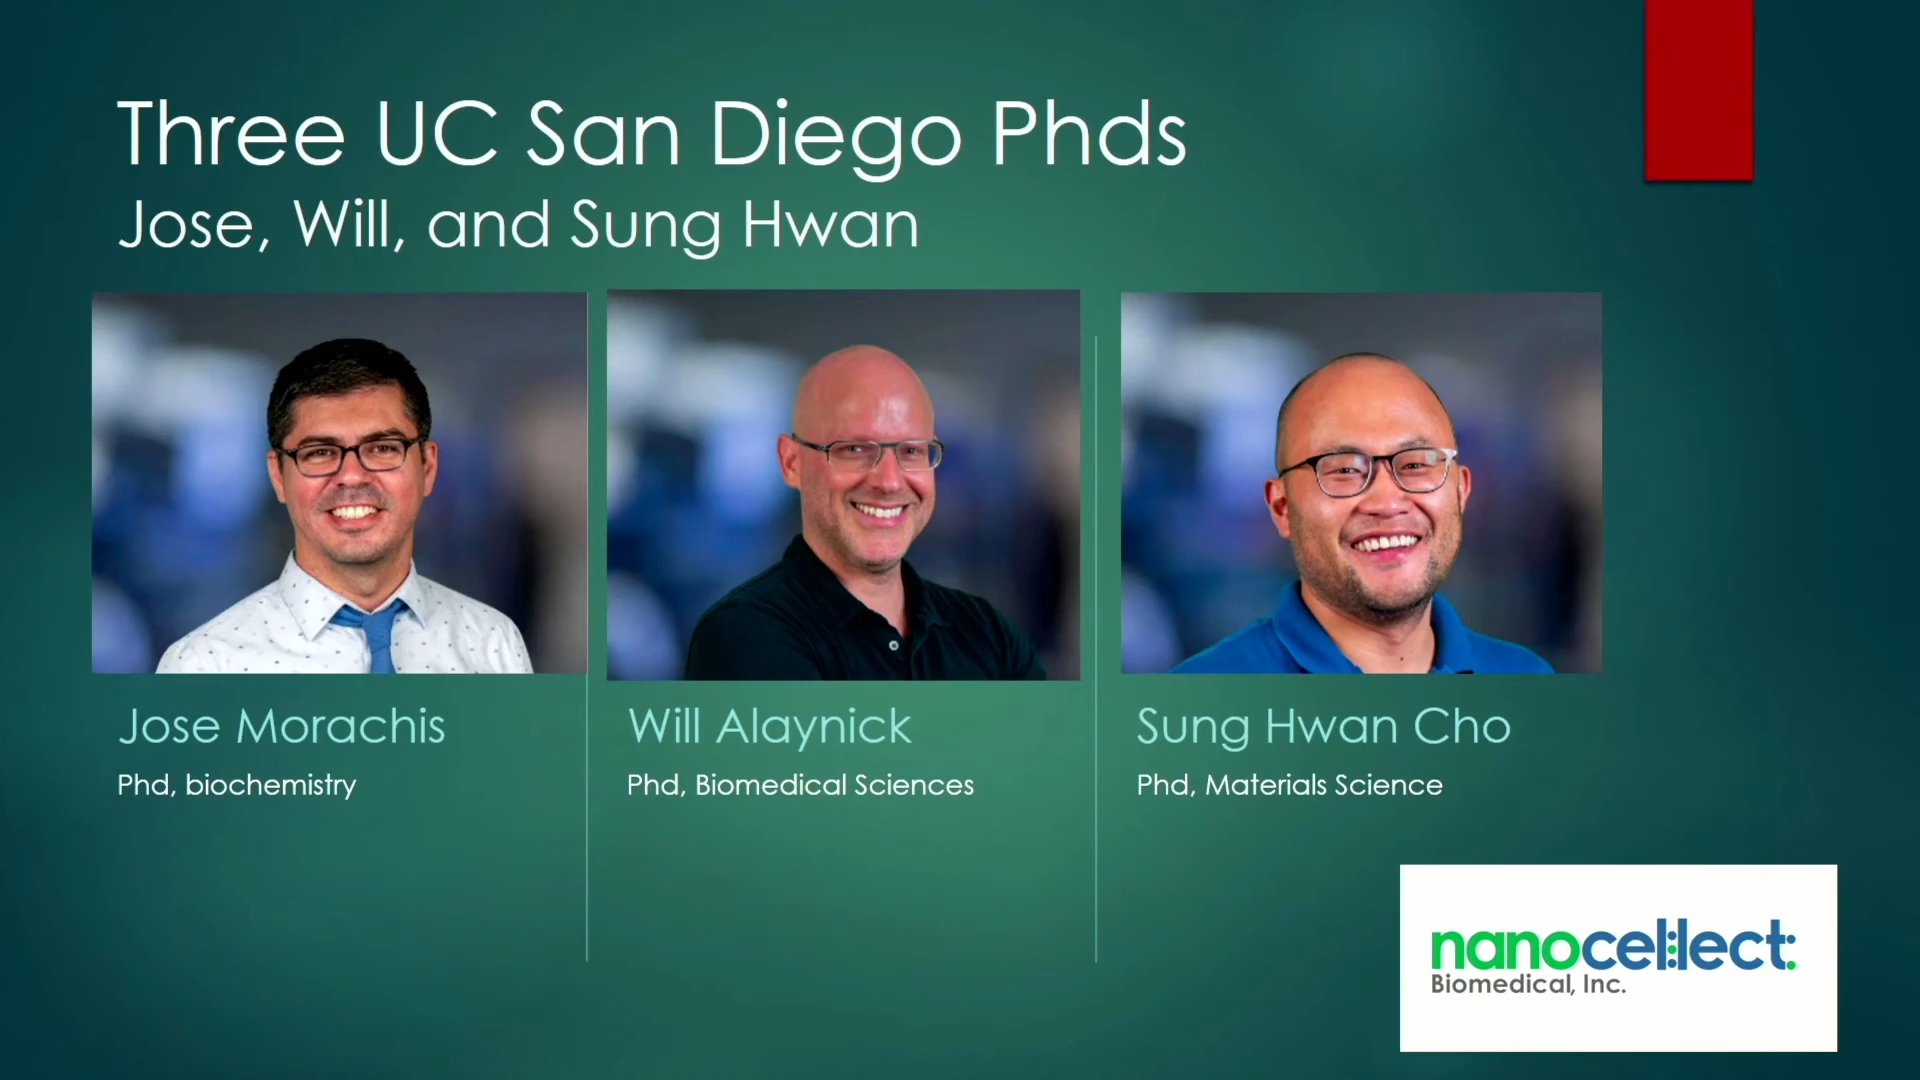 Three UC San Diego Phds
Jose, Will, and Sung Hwan
Jose Morachis
Phd, biochemistry
Will Alaynick
Phd, Biomedical Sciences
Sung Hwan Cho
Phd, Materials Science
nanocellect
Biomedical, Inc.